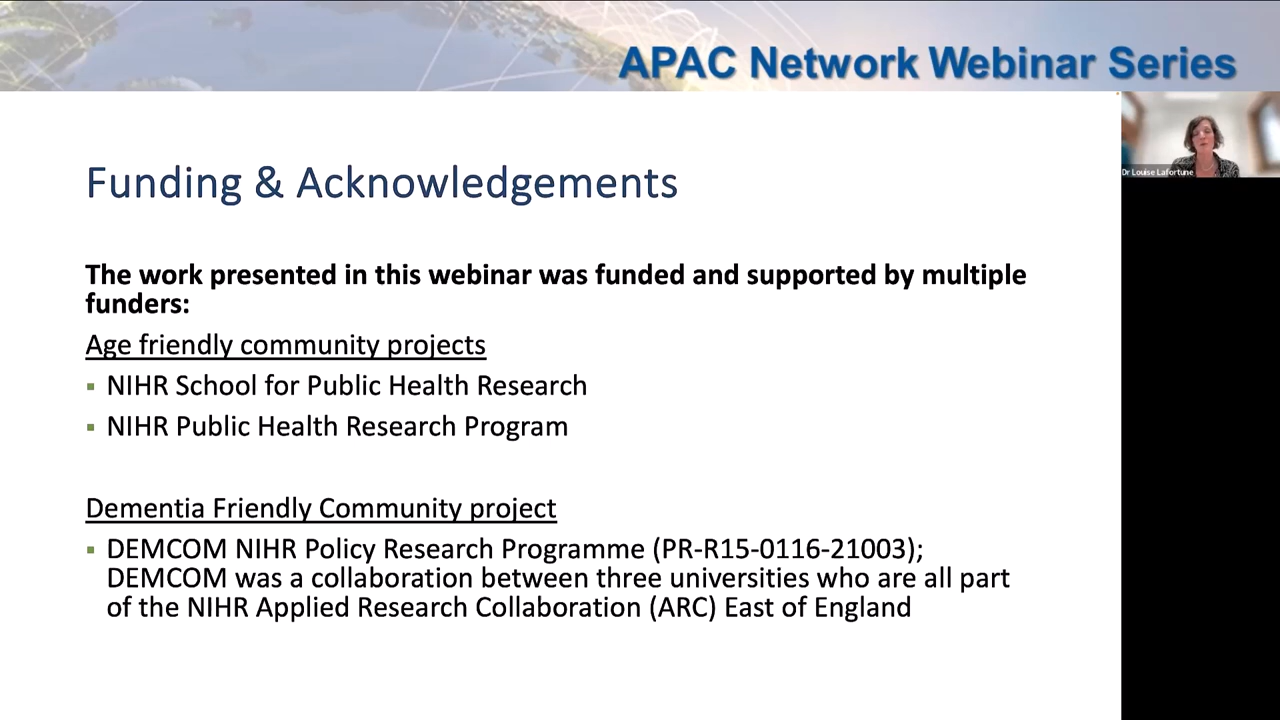 APAC Network Webinar Series
Dr Louise Lafortune
Funding & Acknowledgements
The work presented in this webinar was funded and supported by multiple
funders:
Age friendly community projects
▪ NIHR School for Public Health Research
▪ NIHR Public Health Research Program
Dementia Friendly Community project
▪ DEMCOM NIHR Policy Research Programme (PR-R15-0116-21003);
DEMCOM was a collaboration between three universities who are all part
of the NIHR Applied Research Collaboration (ARC) East of England